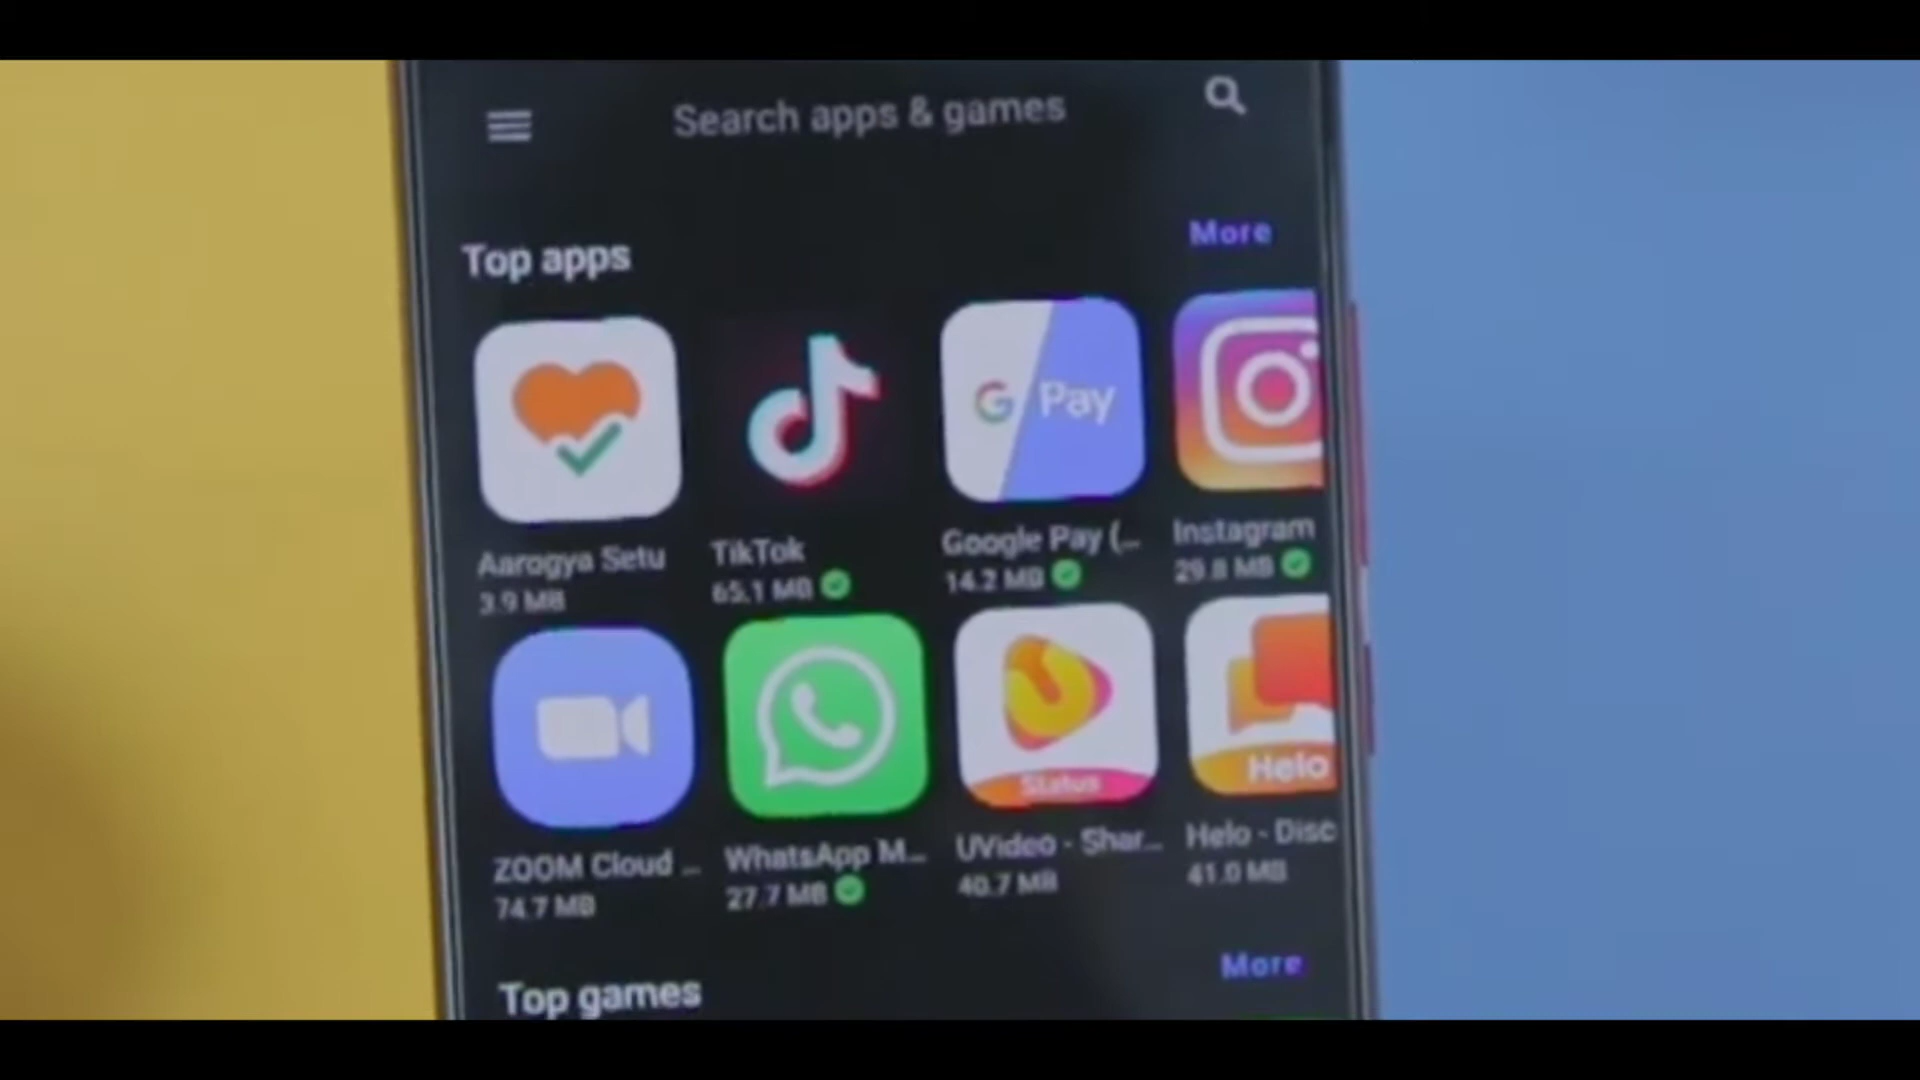 Search apps & games
Top apps
More
G Pay
Aarogya Setu
TikTok
Google Pay (...
Instagram
3.9 MB
65.1 MB
14.2 MB
29.8 MB
Status
Helo
ZOOM Cloud ...
WhatsApp M...
UVideo - Shar...
Helo - Disc
74.7 MB
27.7 MB
40.7 MB
41.0 MB
Top games
More